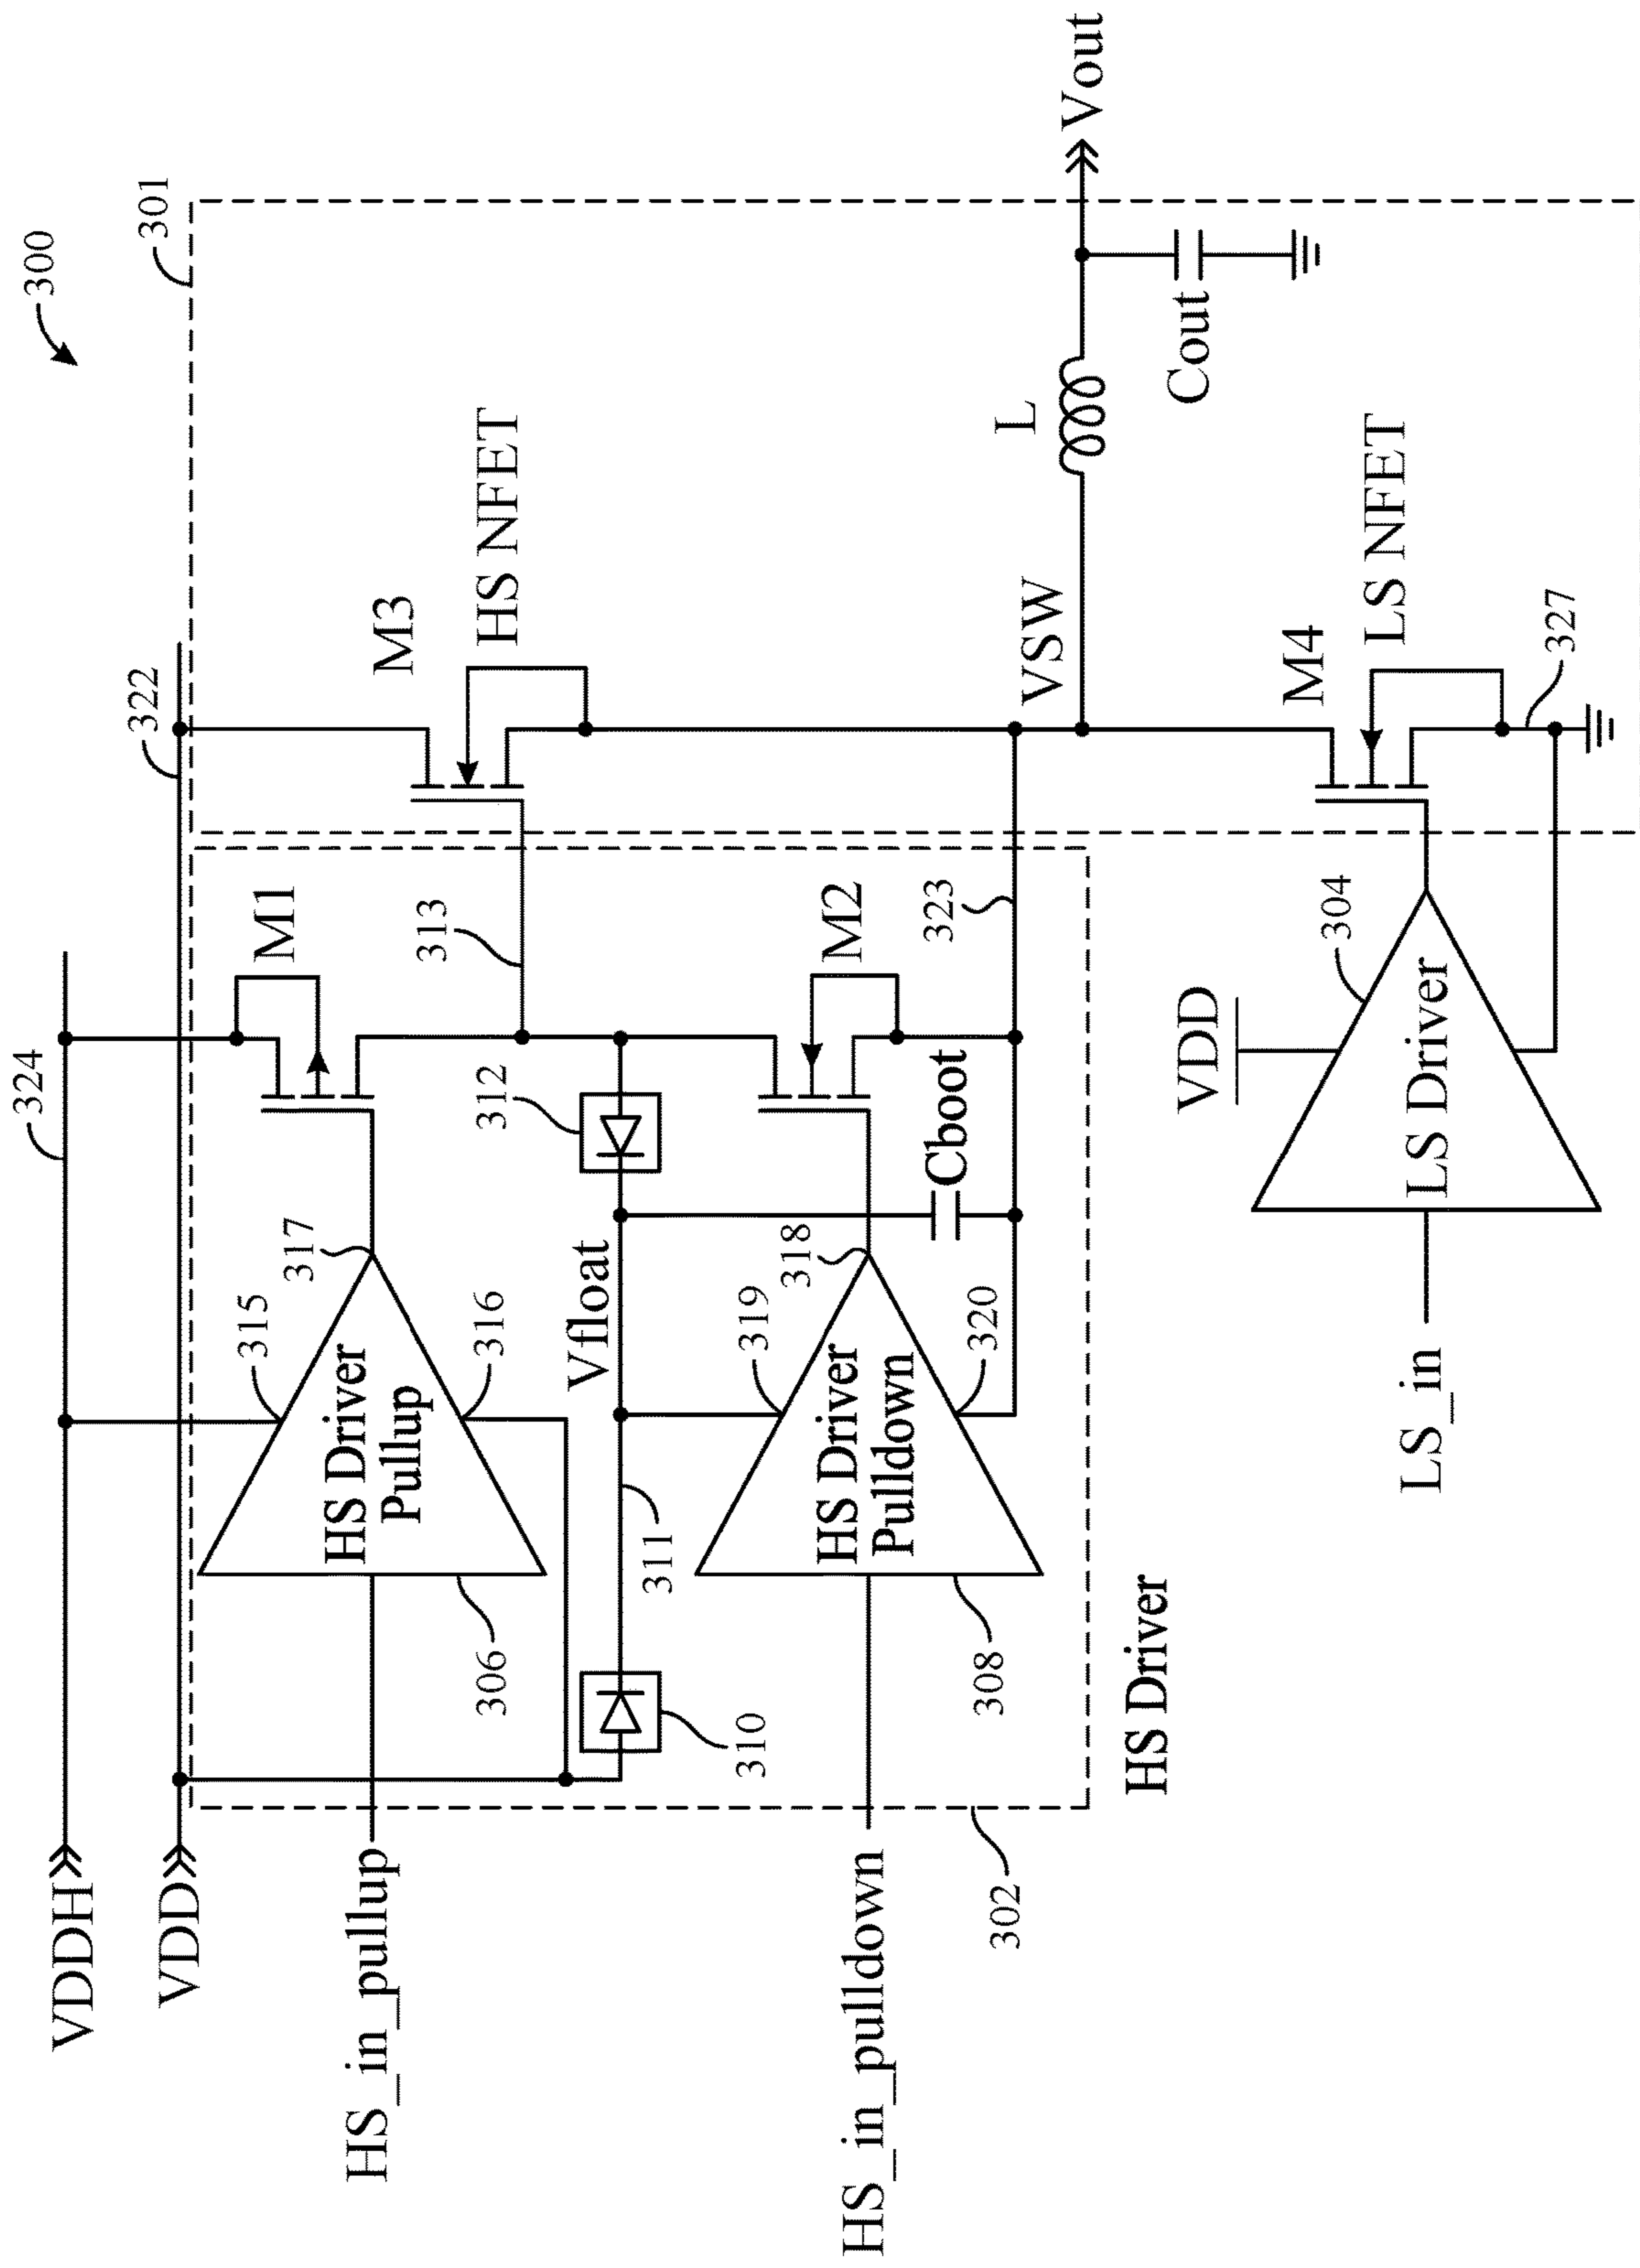 300
301
VDDH
324
VDD
322
HS_in_pullup
HS Driver
Pullup
306
315
316
317
M1
M3
HS NFET
313
312
Vfloat
310
311
HS_in_pulldown
HS Driver
Pulldown
308
319
320
318
M2
Cboot
323
VSW
L
Vout
Cout
302
HS Driver
VDD
304
LS_in
LS Driver
M4
LS NFET
327